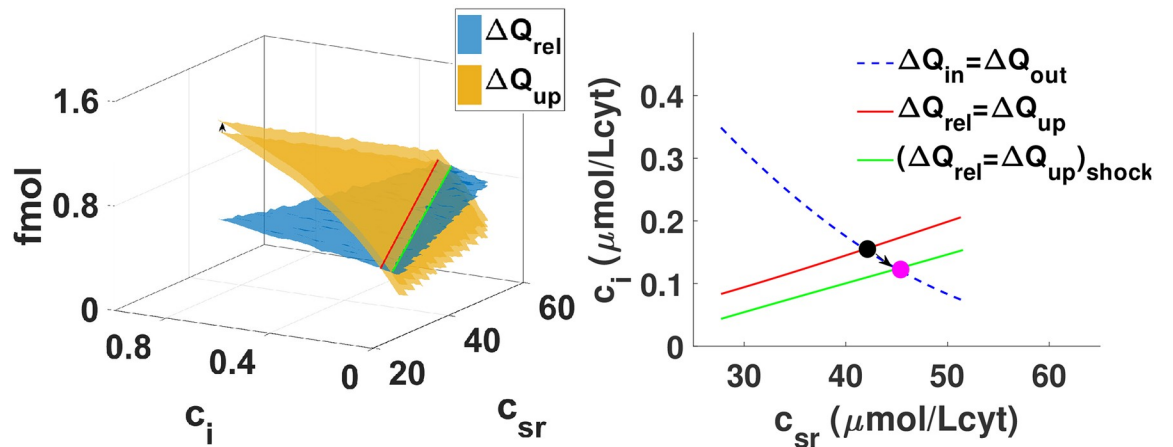 ΔQrel
ΔQup
1.6
0.8
0
fmol
0.8
0.4
0
20
40
60
ci
csr
ΔQin=ΔQout
ΔQrel=ΔQup
(ΔQrel=ΔQup)shock
0.4
0.3
0.2
0.1
0
ci (μmol/Lcyt)
30
40
50
60
csr (μmol/Lcyt)